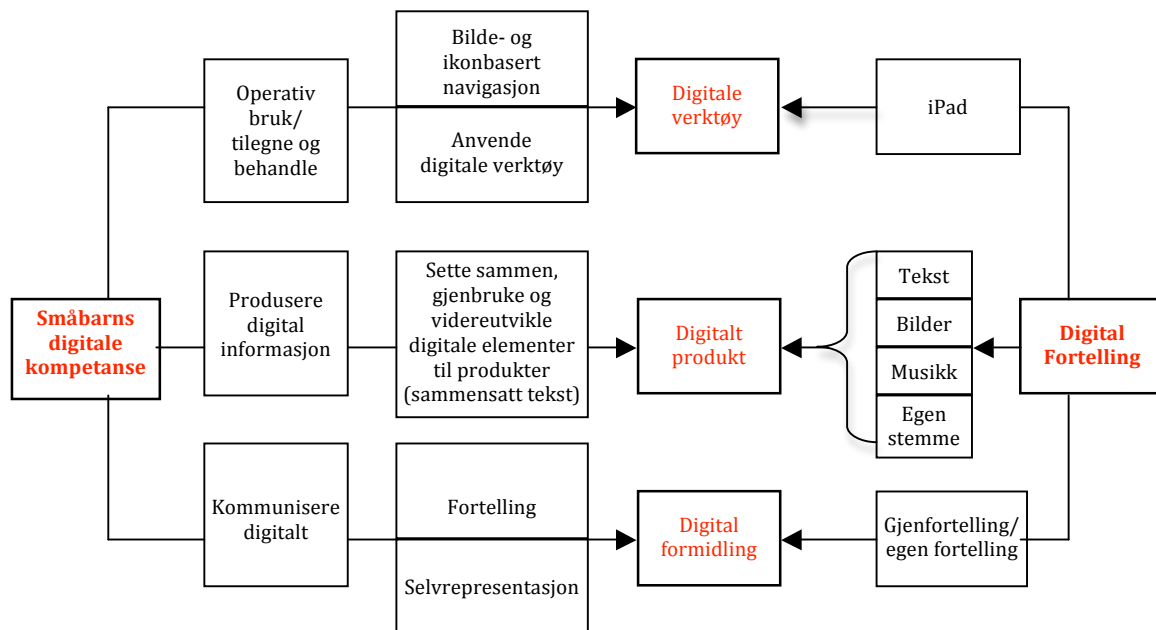 Bilde- og
ikonbasert
navigasjon
Operativ
bruk/
tilegne og
behandle
Anvende
digitale verktøy
Digitale
verktøy
iPad
Småbarns
digitale
kompetanse
Produsere
digital
informasjon
Sette sammen,
gjenbruke og
videreutvikle
digitale elementer
til produkter
(sammensatt tekst)
Digitalt
produkt
Tekst
Bilder
Musikk
Egen
stemme
Digital
Fortelling
Kommunisere
digitalt
Fortelling
Selvrepresentasjon
Digital
formidling
Gjenfortelling/
egen fortelling